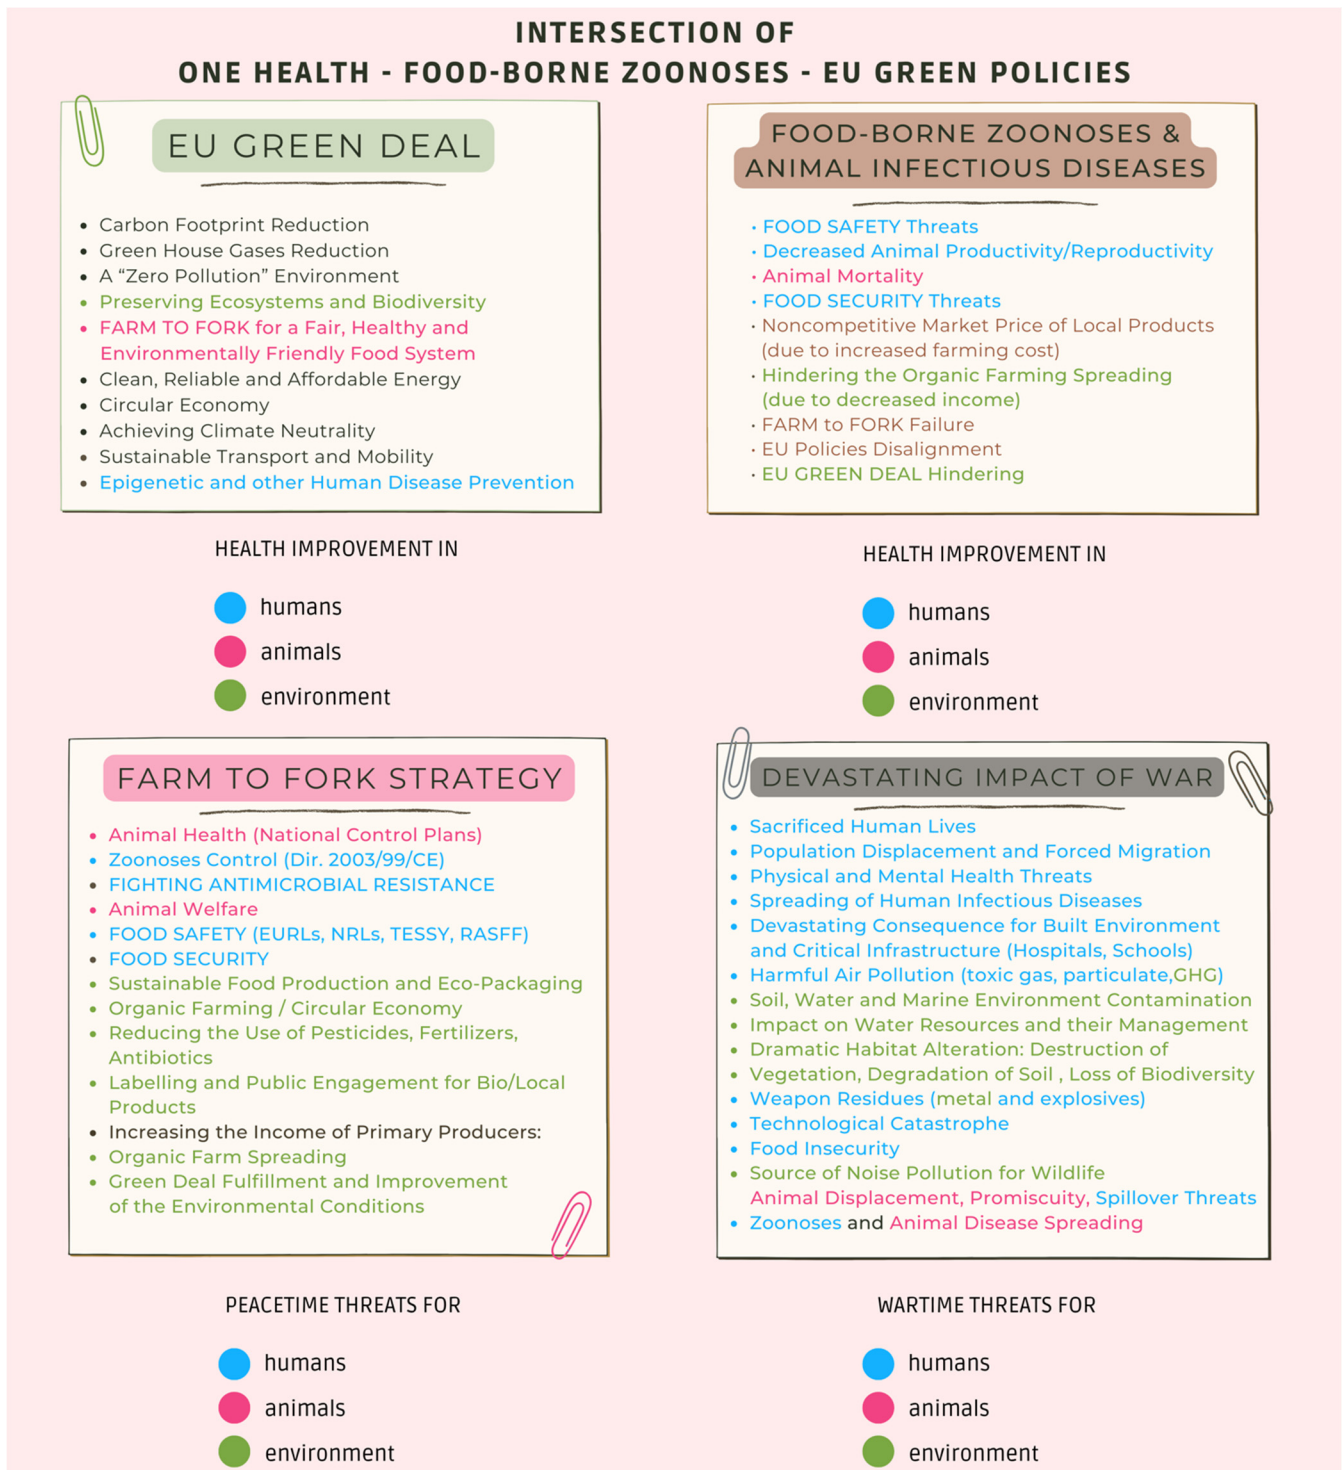 INTERSECTION OF
ONE HEALTH - FOOD-BORNE ZOONOSES - EU GREEN POLICIES
EU GREEN DEAL
• Carbon Footprint Reduction
• Green House Gases Reduction
• A “Zero Pollution” Environment
• Preserving Ecosystems and Biodiversity
• FARM TO FORK for a Fair, Healthy and
Environmentally Friendly Food System
• Clean, Reliable and Affordable Energy
• Circular Economy
• Achieving Climate Neutrality
• Sustainable Transport and Mobility
• Epigenetic and other Human Disease Prevention
HEALTH IMPROVEMENT IN
humans
animals
environment
FOOD-BORNE ZOONOSES &
ANIMAL INFECTIOUS DISEASES
• FOOD SAFETY Threats
• Decreased Animal Productivity/Reproductivity
• Animal Mortality
• FOOD SECURITY Threats
• Noncompetitive Market Price of Local Products
(due to increased farming cost)
• Hindering the Organic Farming Spreading
(due to decreased income)
• FARM to FORK Failure
• EU Policies Disalignment
• EU GREEN DEAL Hindering
HEALTH IMPROVEMENT IN
humans
animals
environment
FARM TO FORK STRATEGY
• Animal Health (National Control Plans)
• Zoonoses Control (Dir. 2003/99/CE)
• FIGHTING ANTIMICROBIAL RESISTANCE
• Animal Welfare
• FOOD SAFETY (EURLs, NRLs, TESSY, RASFF)
• FOOD SECURITY
• Sustainable Food Production and Eco-Packaging
• Organic Farming / Circular Economy
• Reducing the Use of Pesticides, Fertilizers,
Antibiotics
• Labelling and Public Engagement for Bio/Local
Products
• Increasing the Income of Primary Producers:
• Organic Farm Spreading
• Green Deal Fulfillment and Improvement
of the Environmental Conditions
PEACETIME THREATS FOR
humans
animals
environment
DEVASTATING IMPACT OF WAR
• Sacrificed Human Lives
• Population Displacement and Forced Migration
• Physical and Mental Health Threats
• Spreading of Human Infectious Diseases
• Devastating Consequence for Built Environment
and Critical Infrastructure (Hospitals, Schools)
• Harmful Air Pollution (toxic gas, particulate,GHG)
• Soil, Water and Marine Environment Contamination
• Impact on Water Resources and their Management
• Dramatic Habitat Alteration: Destruction of
• Vegetation, Degradation of Soil , Loss of Biodiversity
• Weapon Residues (metal and explosives)
• Technological Catastrophe
• Food Insecurity
• Source of Noise Pollution for Wildlife
Animal Displacement, Promiscuity, Spillover Threats
• Zoonoses and Animal Disease Spreading
WARTIME THREATS FOR
humans
animals
environment